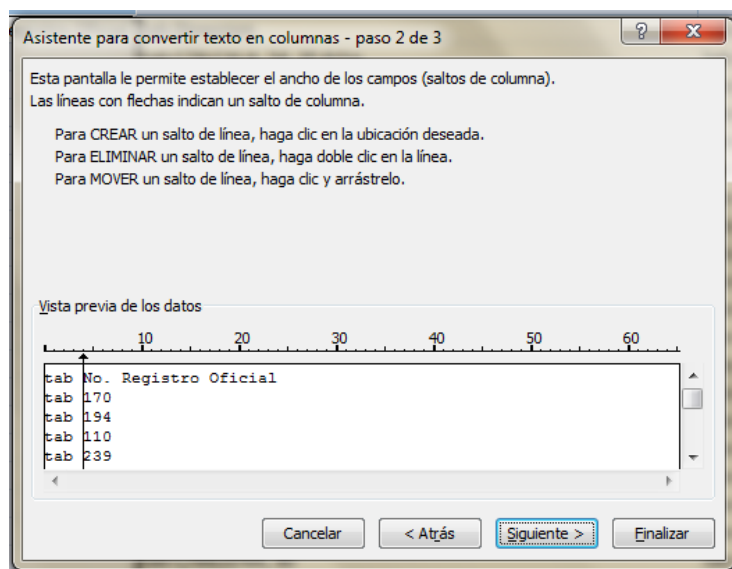 Asistente para convertir texto en columnas - paso 2 de 3
? X
Esta pantalla le permite establecer el ancho de los campos (saltos de columna).
Las líneas con flechas indican un salto de columna.
Para CREAR un salto de línea, haga clic en la ubicación deseada.
Para ELIMINAR un salto de línea, haga doble clic en la línea.
Para MOVER un salto de línea, haga clic y arrástrelo.
Vista previa de los datos
10 20 30 40 50 60
tab No. Registro Oficial
tab 170
tab 194
tab 110
tab 239
Cancelar < Atrás Siguiente > Finalizar